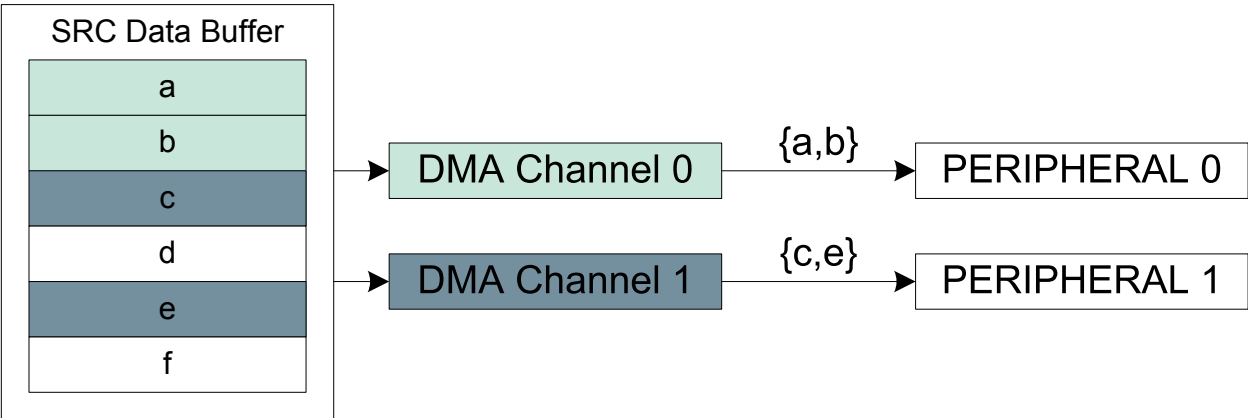 SRC Data Buffer
a
b
c
d
e
f
DMA Channel 0
{a,b}
PERIPHERAL 0
DMA Channel 1
{c,e}
PERIPHERAL 1